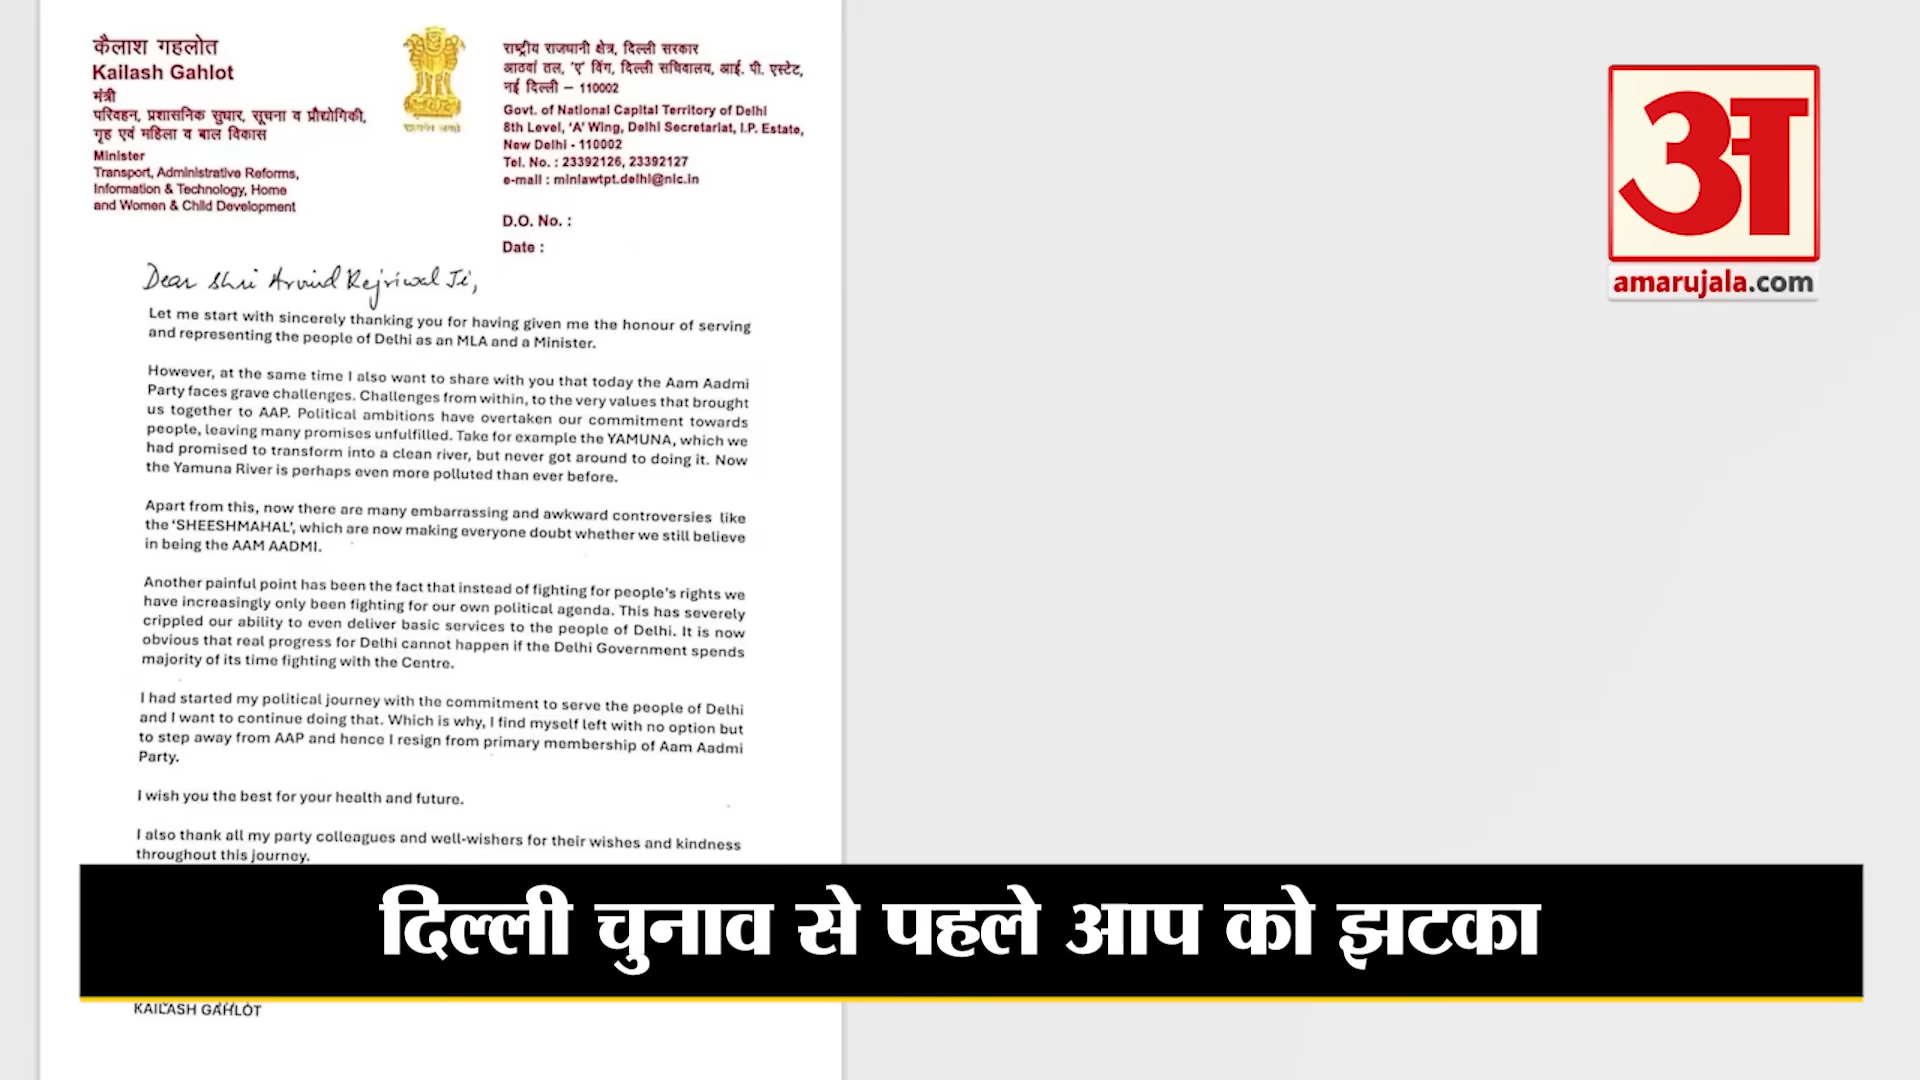 कैलाश गहलोत
Kailash Gahlot
मंत्री
परिवहन, प्रशासनिक सुधार, सूचना व प्रौद्योगिकी,
गृह एवं महिला व बाल विकास
Minister
Transport, Administrative Reforms,
Information & Technology, Home
and Women & Child Development
राष्ट्रीय राजधानी क्षेत्र, दिल्ली सरकार
आठवां तल, 'ए' विंग, दिल्ली सचिवालय, आई. पी. एस्टेट,
नई दिल्ली – 110002
Govt. of National Capital Territory of Delhi
8th Level, 'A' Wing, Delhi Secretariat, I.P. Estate,
New Delhi - 110002
Tel. No. : 23392126, 23392127
e-mail : minlawtpt.delhi@nic.in
D.O. No. :
Date :
Dear Shri Arvind Kejriwal Ji,
Let me start with sincerely thanking you for having given me the honour of serving
and representing the people of Delhi as an MLA and a Minister.
However, at the same time I also want to share with you that today the Aam Aadmi
Party faces grave challenges. Challenges from within, to the very values that brought
us together to AAP. Political ambitions have overtaken our commitment towards
people, leaving many promises unfulfilled. Take for example the YAMUNA, which we
had promised to transform into a clean river, but never got around to doing it. Now
the Yamuna River is perhaps even more polluted than ever before.
Apart from this, now there are many embarrassing and awkward controversies like
the 'SHEESHMAHAL', which are now making everyone doubt whether we still believe
in being the AAM AADMI.
Another painful point has been the fact that instead of fighting for people's rights we
have increasingly only been fighting for our own political agenda. This has severely
crippled our ability to even deliver basic services to the people of Delhi. It is now
obvious that real progress for Delhi cannot happen if the Delhi Government spends
majority of its time fighting with the Centre.
I had started my political journey with the commitment to serve the people of Delhi
and I want to continue doing that. Which is why, I find myself left with no option but
to step away from AAP and hence I resign from primary membership of Aam Aadmi
Party.
I wish you the best for your health and future.
I also thank all my party colleagues and well-wishers for their wishes and kindness
throughout this journey.
KAILASH GAHLOT
अ
amarujala.com
दिल्ली चुनाव से पहले आप को झटका